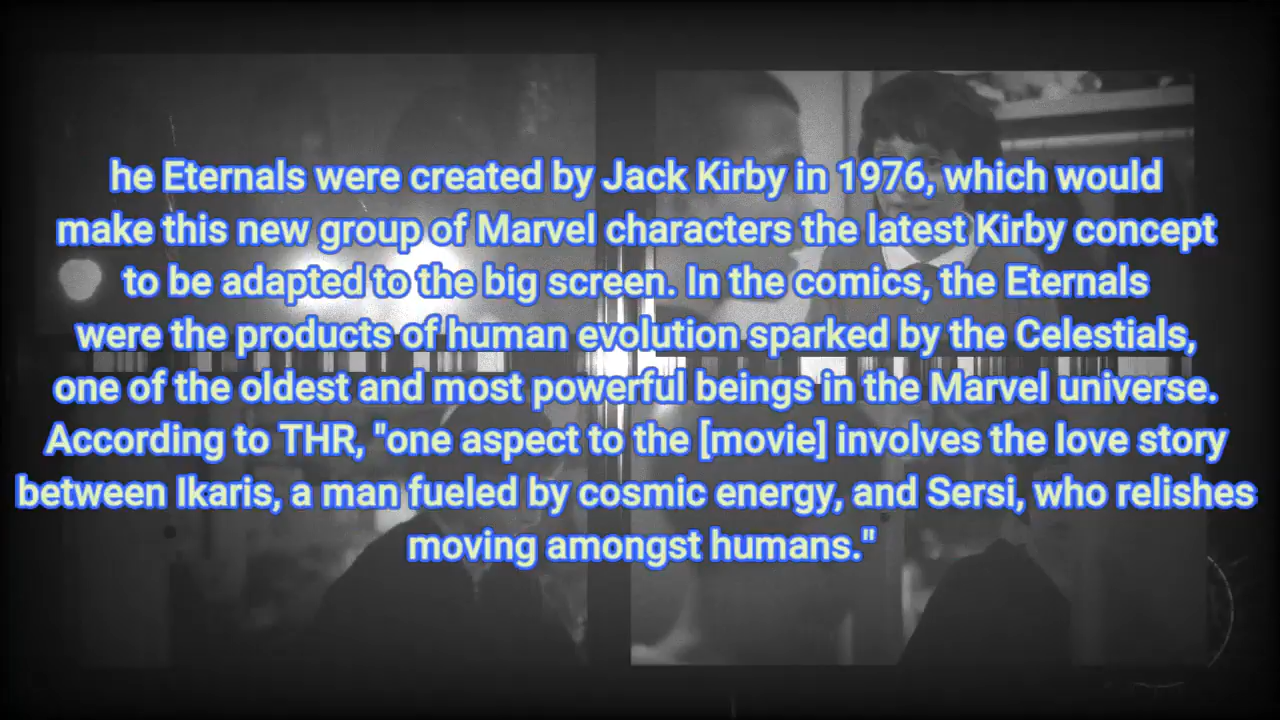 he Eternals were created by Jack Kirby in 1976, which would
make this new group of Marvel characters the latest Kirby concept
to be adapted to the big screen. In the comics, the Eternals
were the products of human evolution sparked by the Celestials,
one of the oldest and most powerful beings in the Marvel universe.
According to THR, "one aspect to the [movie] involves the love story
between Ikaris, a man fueled by cosmic energy, and Sersi, who relishes
moving amongst humans."